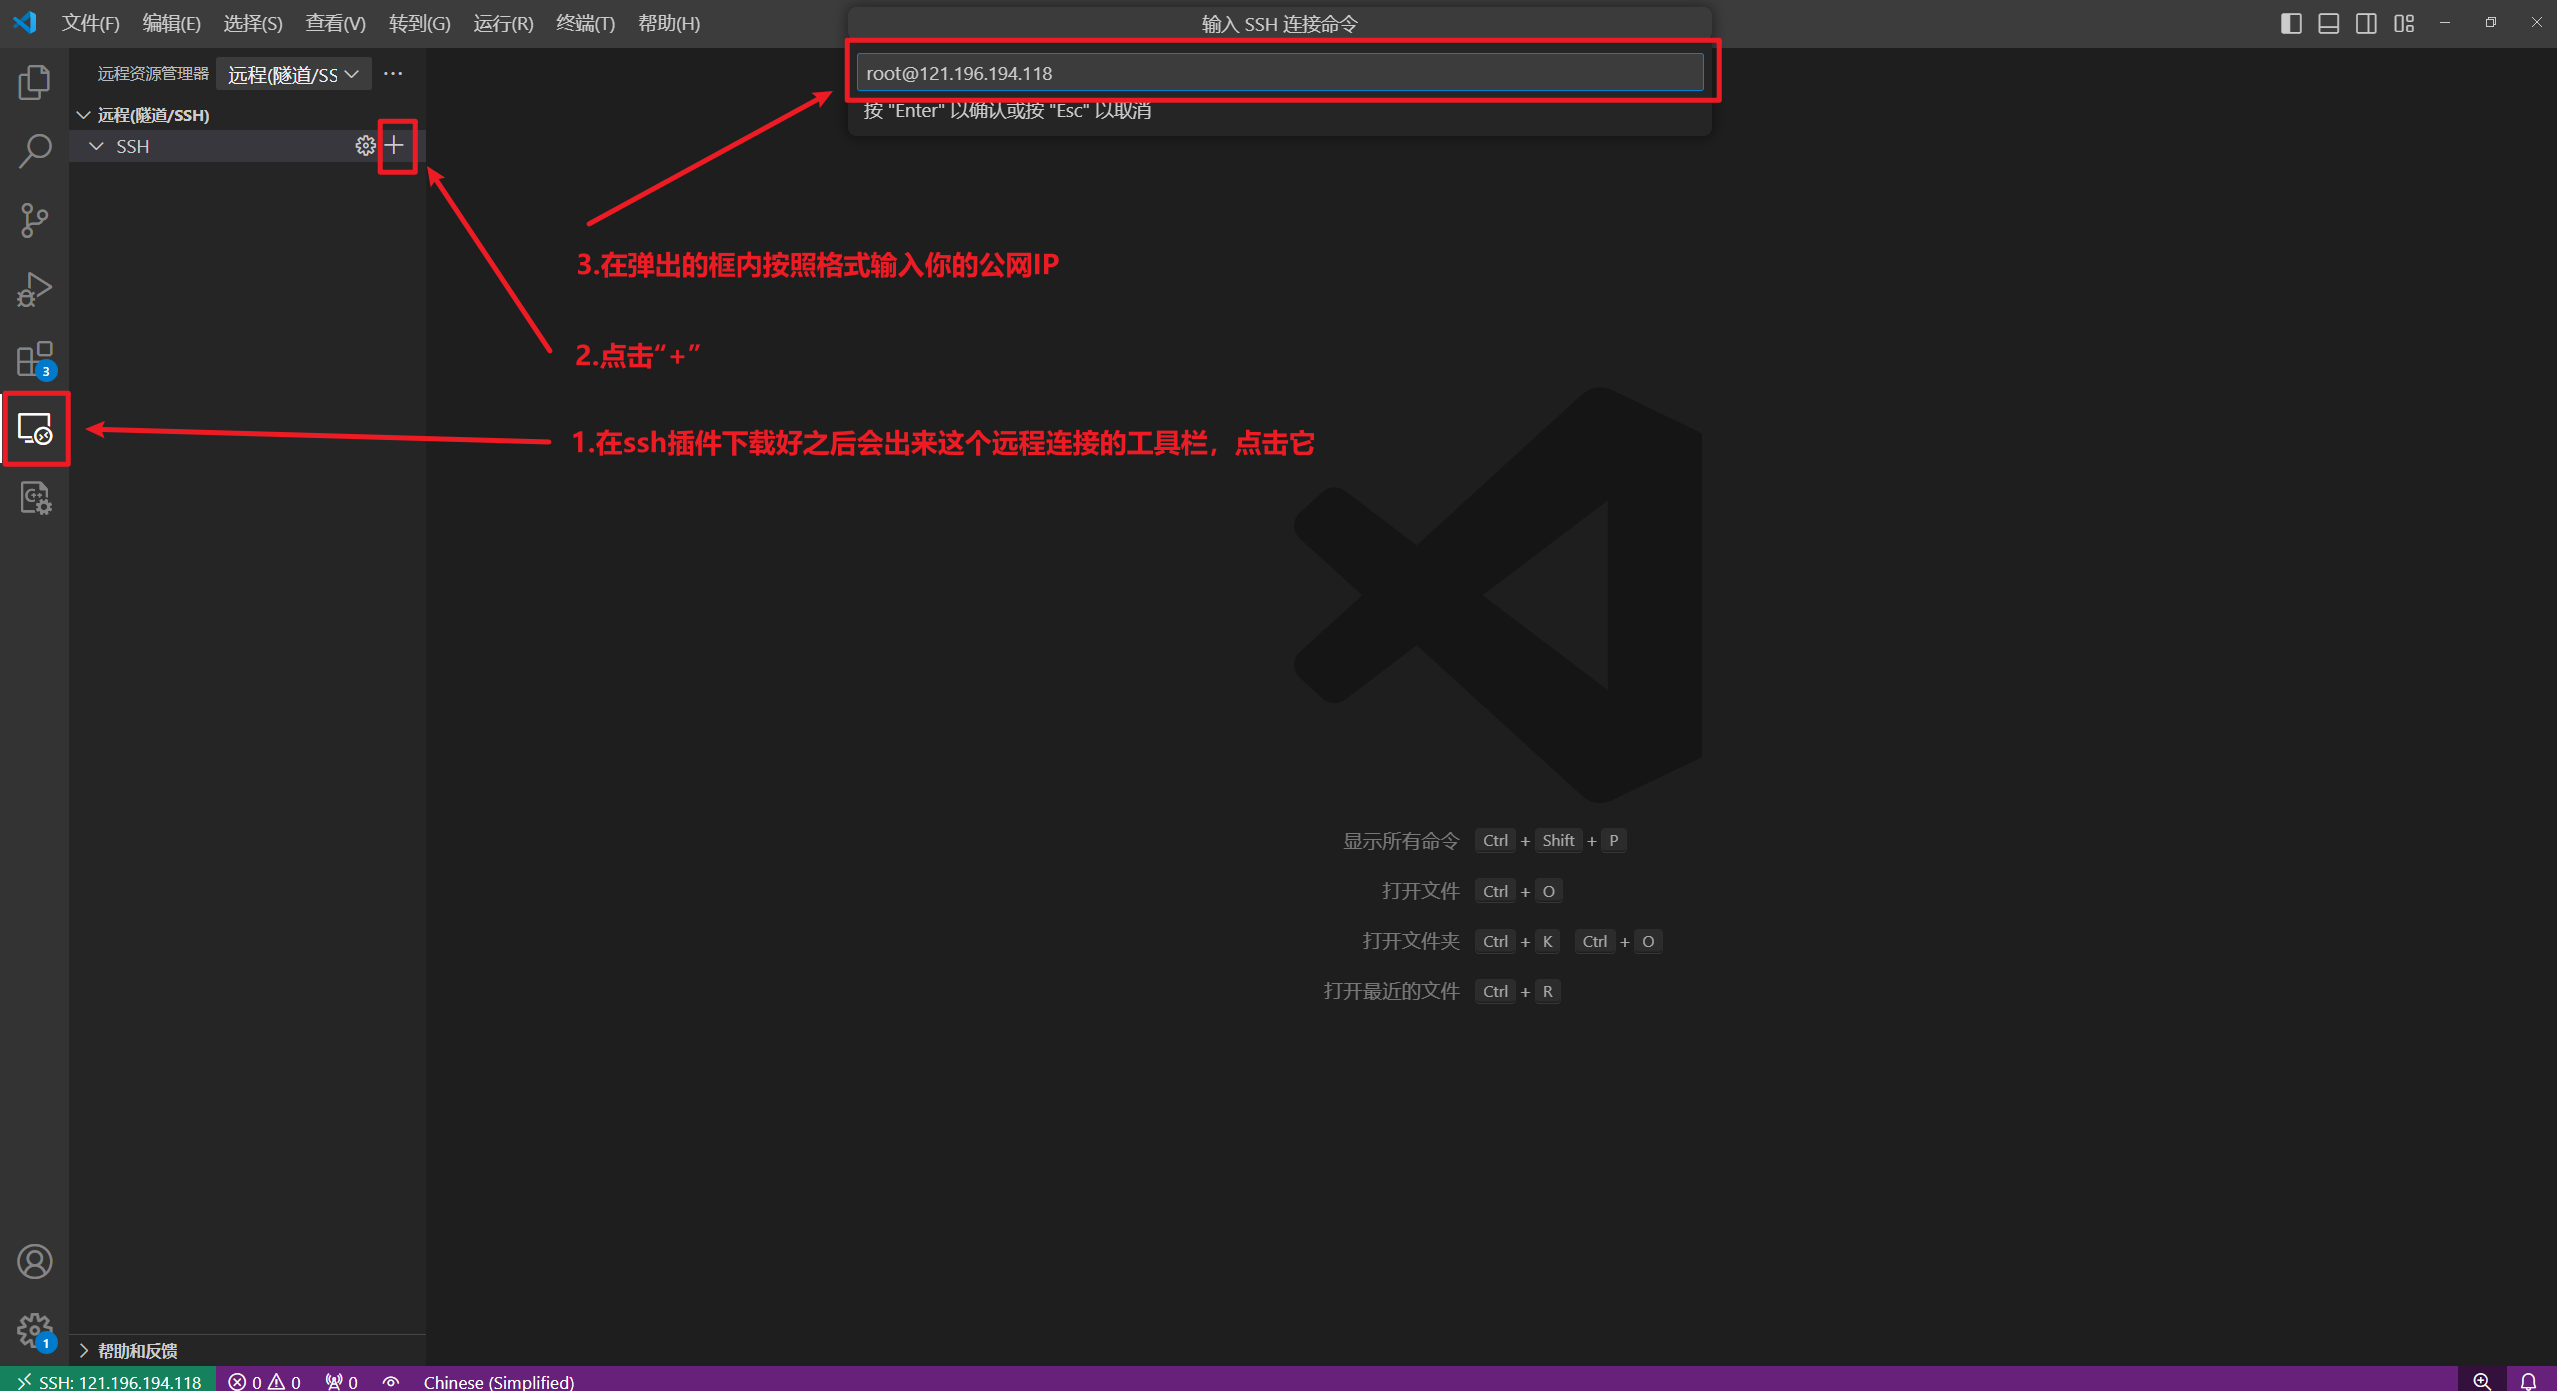 文件(F) 编辑(E) 选择(S) 查看(V) 转到(G) 运行(R) 终端(T) 帮助(H)
输入 SSH 连接命令
root@121.196.194.118
按 "Enter" 以确认或按 "Esc" 以取消
远程资源管理器 远程(隧道/SS
远程(隧道/SSH)
SSH
3.在弹出的框内按照格式输入你的公网IP
2.点击“+”
1.在ssh插件下载好之后会出来这个远程连接的工具栏，点击它
3
显示所有命令 Ctrl + Shift + P
打开文件 Ctrl + O
打开文件夹 Ctrl + K Ctrl + O
打开最近的文件 Ctrl + R
1
帮助和反馈
SSH: 121.196.194.118 0 0 0 Chinese (Simplified)